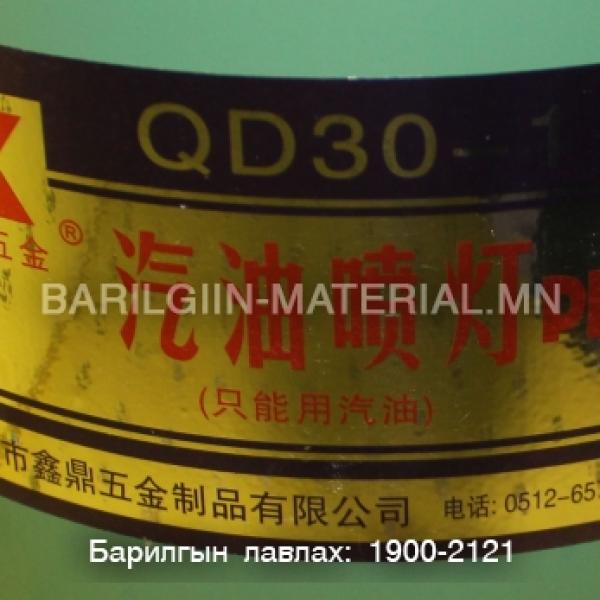 QD30-1
五金®
汽油喷灯
BARILGIIN-MATERIAL.MN
(只能用汽油)
市鑫鼎五金制品有限公司 电话: 0512-65
Барилгын лавлах: 1900-2121